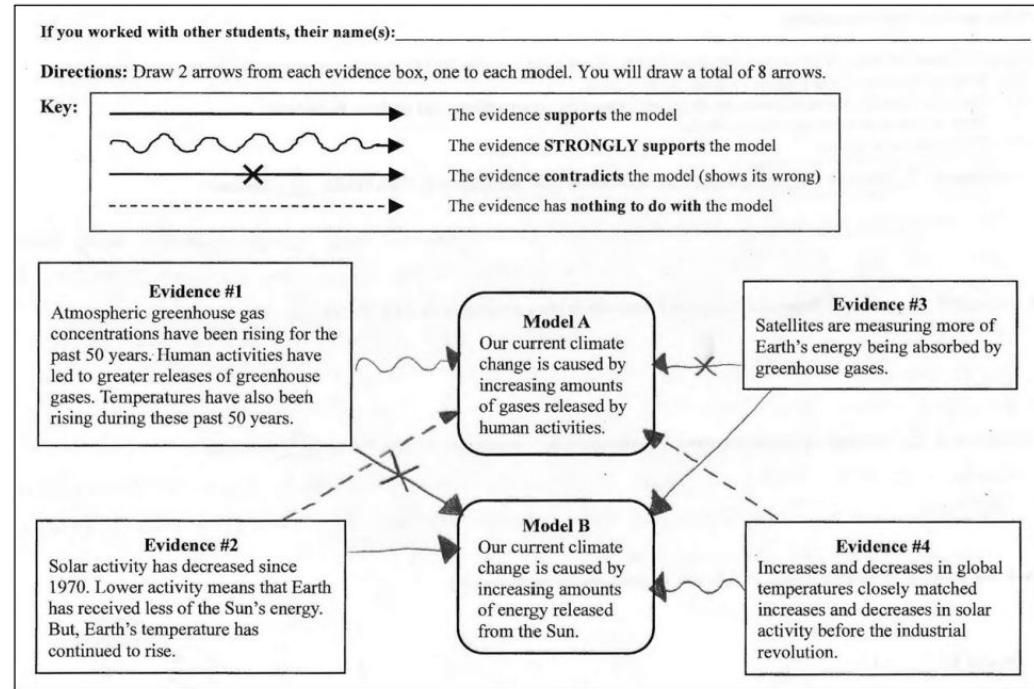 If you worked with other students, their name(s):
Directions: Draw 2 arrows from each evidence box, one to each model. You will draw a total of 8 arrows.
Key:
The evidence supports the model
The evidence STRONGLY supports the model
The evidence contradicts the model (shows its wrong)
The evidence has nothing to do with the model
Evidence #1
Atmospheric greenhouse gas
concentrations have been rising for the
past 50 years. Human activities have
led to greater releases of greenhouse
gases. Temperatures have also been
rising during these past 50 years.
Model A
Our current climate
change is caused by
increasing amounts
of gases released by
human activities.
Evidence #3
Satellites are measuring more of
Earth's energy being absorbed by
greenhouse gases.
Evidence #2
Solar activity has decreased since
1970. Lower activity means that Earth
has received less of the Sun's energy.
But, Earth's temperature has
continued to rise.
Model B
Our current climate
change is caused by
increasing amounts
of energy released
from the Sun.
Evidence #4
Increases and decreases in global
temperatures closely matched
increases and decreases in solar
activity before the industrial
revolution.